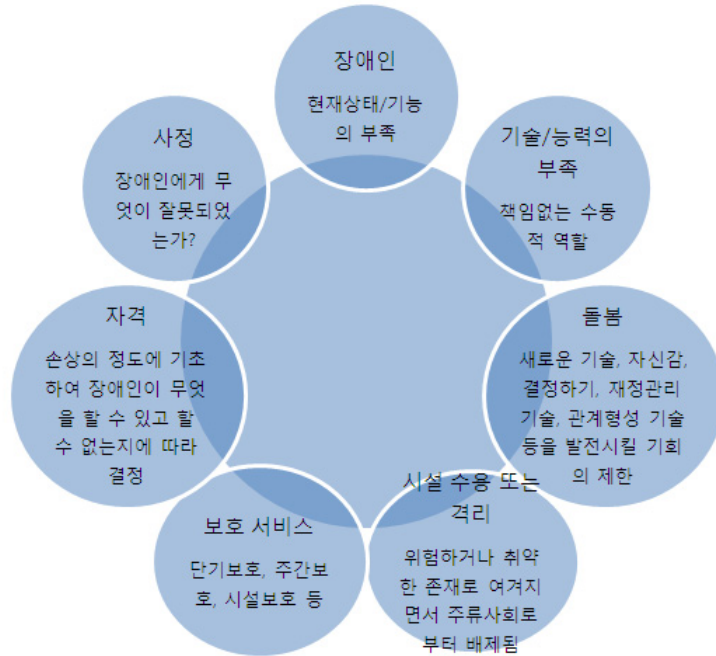 장애인
현재상태/기능
의 부족
기술/능력의
부족
책임없는 수동
적 역할
돌봄
새로운 기술, 자신감,
결정하기, 재정관리
기술, 관계형성 기술
등을 발전시킬 기회
의 제한
시설 수용 또는
격리
위험하거나 취약
한 존재로 여겨지
면서 주류사회로
부터 배제됨
보호 서비스
단기보호, 주간보
호, 시설보호 등
자격
손상의 정도에 기초
하여 장애인이 무엇
을 할 수 있고 할
수 없는지에 따라
결정
사정
장애인에게 무
엇이 잘못되었
는가?